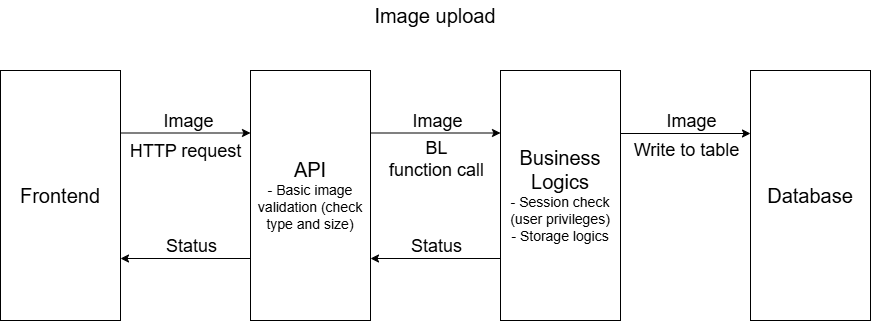 Image upload
Frontend
Image
HTTP request
Status
API
- Basic image
validation (check
type and size)
Image
BL
function call
Status
Business
Logics
- Session check
(user privileges)
- Storage logics
Image
Write to table
Database